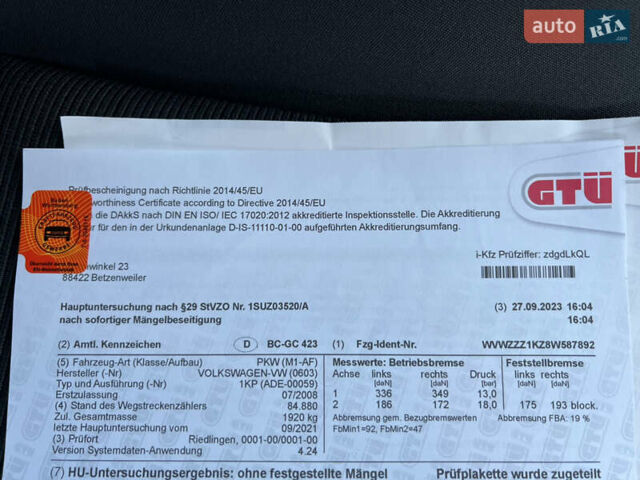 auto RIA .com
Prüfbescheinigung nach Richtlinie 2014/45/EU
worthiness Certificate according to Directive 2014/45/EU
die DAkkS nach DIN EN ISO/ IEC 17020:2012 akkreditierte Inspektionsstelle. Die Akkreditierung
ur für den in der Urkundenanlage D-IS-11110-01-00 aufgeführten Akkreditierungsumfang.
GTÜ
i-Kfz Prüfziffer: zdgdLkQL
winkel 23
88422 Betzenweiler
Hauptuntersuchung nach §29 StVZO Nr. 1SUZ03520/A (3) 27.09.2023 16:04
nach sofortiger Mängelbeseitigung 16:04
(2) Amtl. Kennzeichen D BC-GC 423 (1) Fzg-Ident-Nr. WVWZZZ1KZ8W587892
(5) Fahrzeug-Art (Klasse/Aufbau) PKW (M1-AF)
Hersteller (-Nr) VOLKSWAGEN-VW (0603)
Typ und Ausführung (-Nr) 1KP (ADE-00059)
Erstzulassung 07/2008
(4) Stand des Wegstreckenzählers 84.880
Zul. Gesamtmasse 1920 kg
letzte Hauptuntersuchung vom 09/2021
(3) Prüfort Riedlingen, 0001-00/0001-00
Version Systemdaten-Anwendung 4.24
Messwerte: Betriebsbremse Feststellbremse
Achse links rechts Druck links rechts
[daN] [daN] [bar] [daN] [daN]
1 336 349 13,0
2 186 172 18,0 175 193 block.
Abbremsung gem. Bezugbremswerten Abbremsung FBA: 19 %
FbMin1=92, FbMin2=47
(7) HU-Untersuchungsergebnis: ohne festgestellte Mängel Prüfplakette wurde zugeteilt